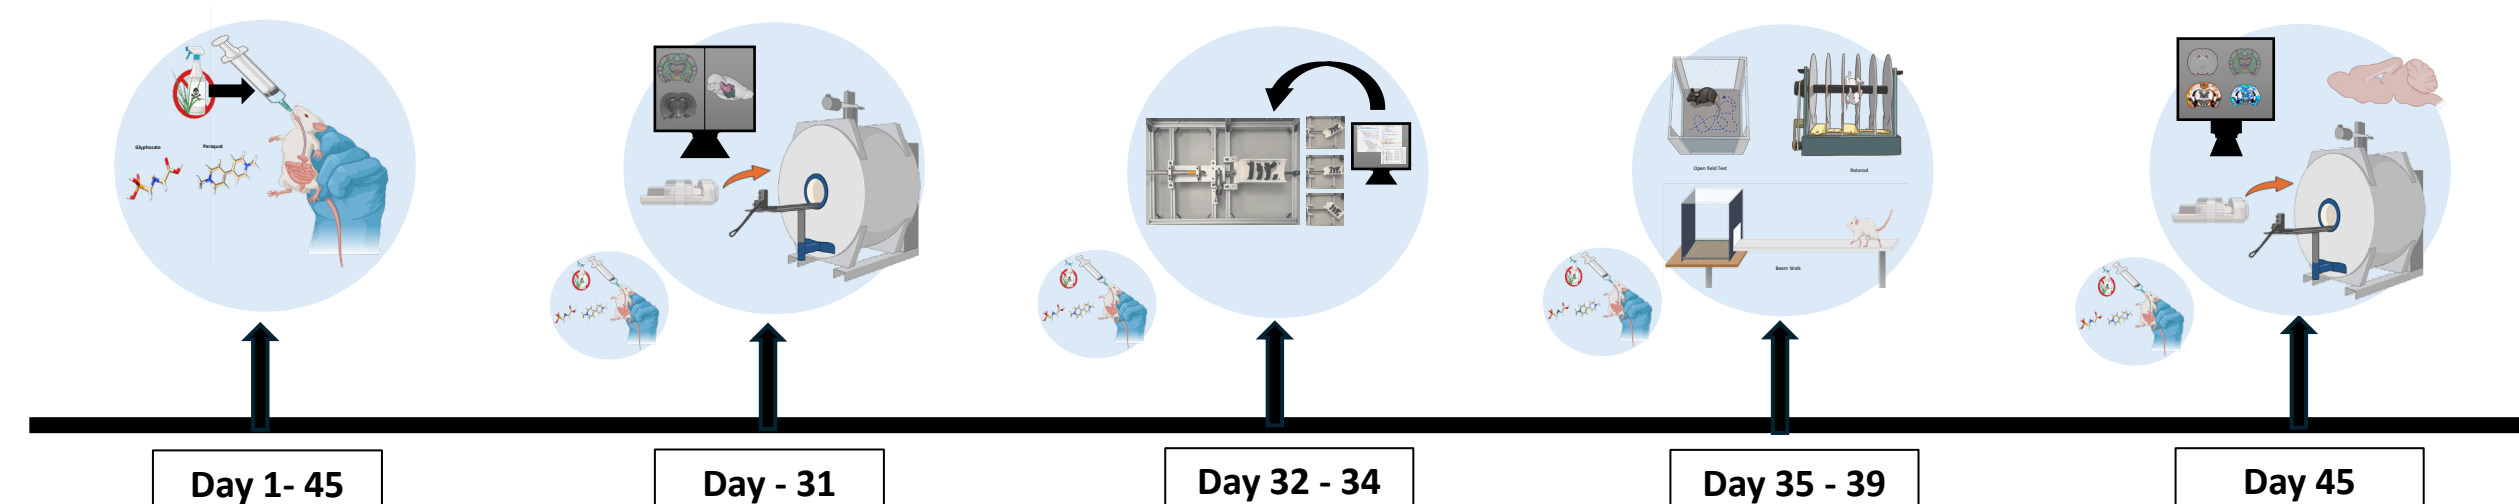 Glyphosate
Paraquat
Open field Test
Rotarod
Beam Walk
Day 1- 45
Day - 31
Day 32 - 34
Day 35 - 39
Day 45